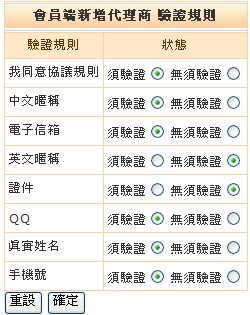 會員端新增代理商 驗證規則
驗證規則 狀態
我同意協議規則 須驗證 無須驗證
中文暱稱 須驗證 無須驗證
電子信箱 須驗證 無須驗證
英文暱稱 須驗證 無須驗證
證件 須驗證 無須驗證
QQ 須驗證 無須驗證
真實姓名 須驗證 無須驗證
手機號 須驗證 無須驗證
重設 確定